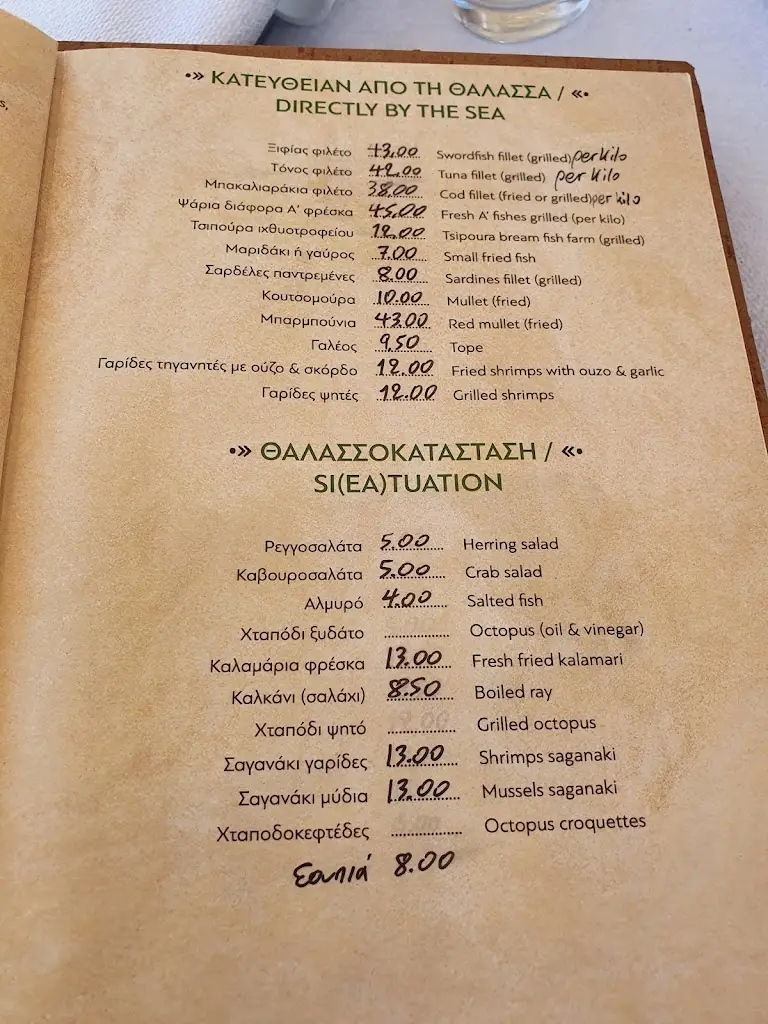 ·» ΚΑΤΕΥΘΕΙΑΝ ΑΠΟ ΤΗ ΘΑΛΑΣΣΑ / «·
DIRECTLY BY THE SEA
Ξιφίας φιλέτο 43,00 Swordfish fillet (grilled) per kilo
Τόνος φιλέτο 42.00 Tuna fillet (grilled) per kilo
Μπακαλιαράκια φιλέτο 38.00 Cod fillet (fried or grilled) per kilo
Ψάρια διάφορα Α' φρέσκα 45,00 Fresh A' fishes grilled (per kilo)
Τσιπούρα ιχθυοτροφείου 12.00 Tsipoura bream fish farm (grilled)
Μαριδάκι ή γαύρος 7.00 Small fried fish
Σαρδέλες παντρεμένες 8.00 Sardines fillet (grilled)
Κουτσομούρα 10.00 Mullet (fried)
Μπαρμπούνια 43.00 Red mullet (fried)
Γαλέος 9,50 Tope
Γαρίδες τηγανητές με ούζο & σκόρδο 12.00 Fried shrimps with ouzo & garlic
Γαρίδες ψητές 12.00 Grilled shrimps
·» ΘΑΛΑΣΣΟΚΑΤΑΣΤΑΣΗ / «·
SI(EA)TUATION
Ρεγγοσαλάτα 5.00 Herring salad
Καβουροσαλάτα 5.00 Crab salad
Αλμυρό 4.00 Salted fish
Χταπόδι ξυδάτο ................. Octopus (oil & vinegar)
Καλαμάρια φρέσκα 13.00 Fresh fried kalamari
Καλκάνι (σαλάχι) 8.50 Boiled ray
Χταπόδι ψητό ................. Grilled octopus
Σαγανάκι γαρίδες 13.00 Shrimps saganaki
Σαγανάκι μύδια 13.00 Mussels saganaki
Χταποδοκεφτέδες ................. Octopus croquettes
Σουπιά 8.00